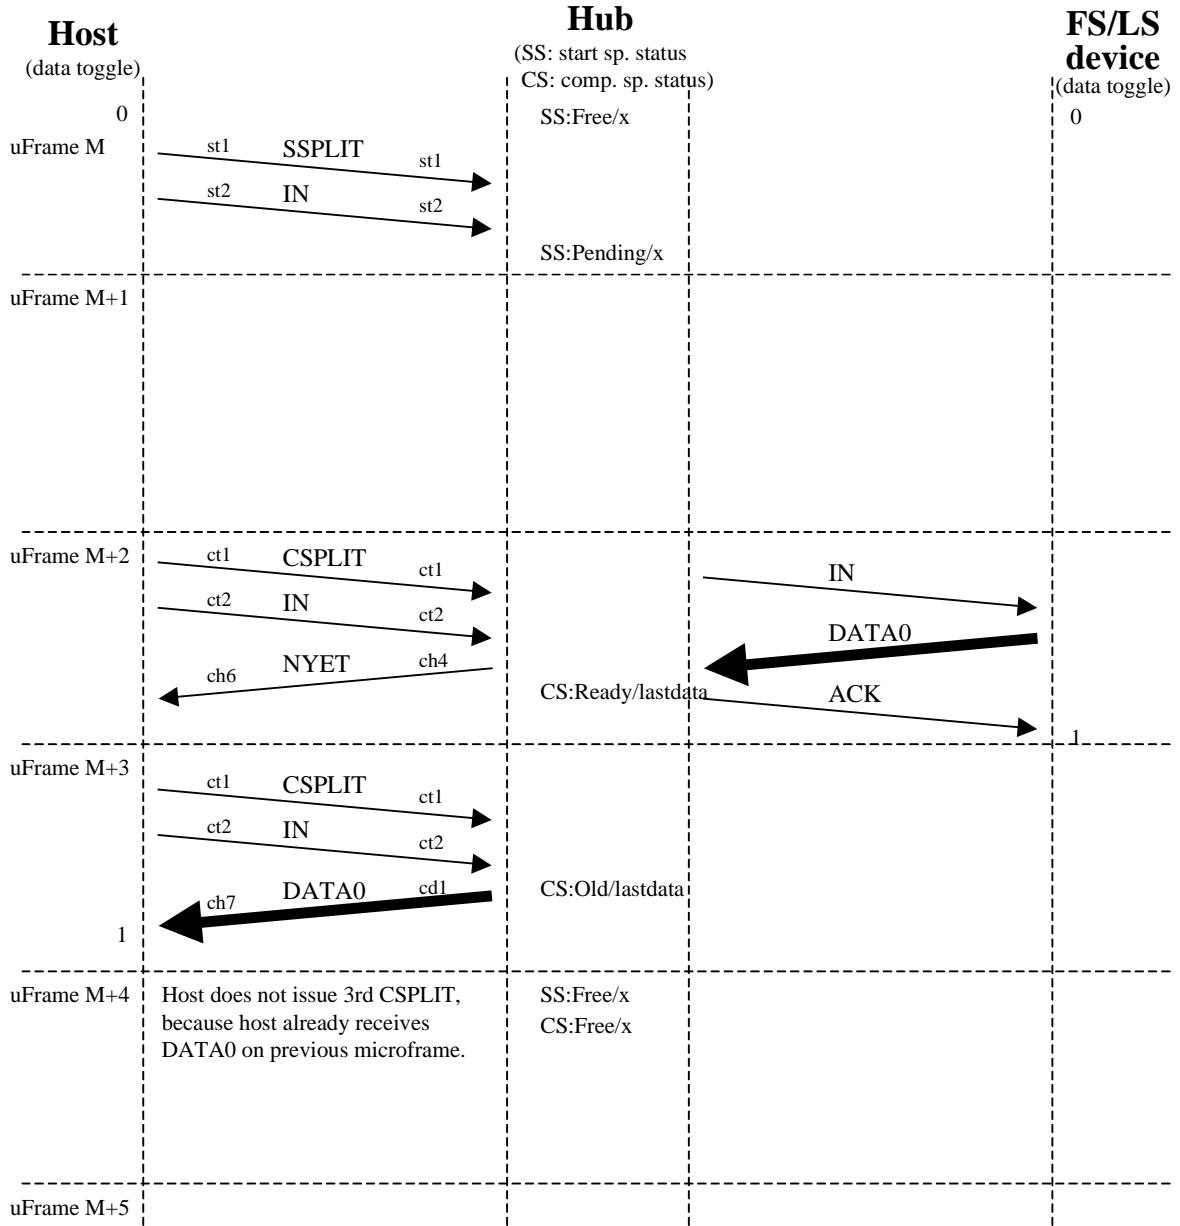 Host
(data toggle)
Hub
(SS: start sp. status
CS: comp. sp. status)
FS/LS
device
(data toggle)
0
SS:Free/x
0
uFrame M
st1
SSPLIT
st1
st2
IN
st2
SS:Pending/x
uFrame M+1
uFrame M+2
ct1
CSPLIT
ct1
IN
ct2
IN
ct2
DATA0
ch6
NYET
ch4
CS:Ready/lastdata
ACK
1
uFrame M+3
ct1
CSPLIT
ct1
ct2
IN
ct2
ch7
DATA0
cd1
CS:Old/lastdata
1
uFrame M+4
Host does not issue 3rd CSPLIT,
because host already receives
DATA0 on previous microframe.
SS:Free/x
CS:Free/x
uFrame M+5